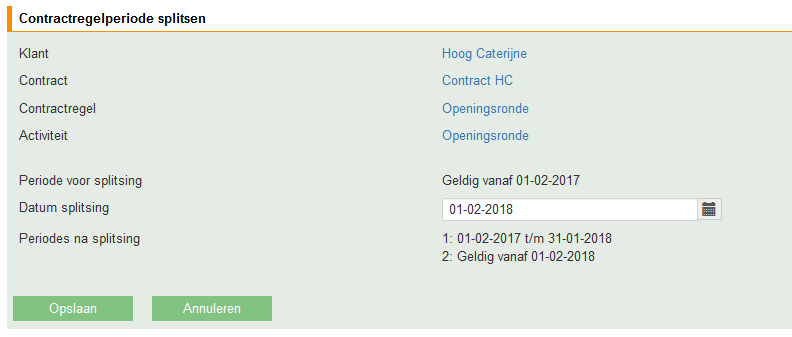 Contractregelperiode splitsen
Klant Hoog Caterijne
Contract Contract HC
Contractregel Openingsronde
Activiteit Openingsronde
Periode voor splitsing Geldig vanaf 01-02-2017
Datum splitsing 01-02-2018
Periodes na splitsing 1: 01-02-2017 t/m 31-01-2018
2: Geldig vanaf 01-02-2018
Opslaan Annuleren